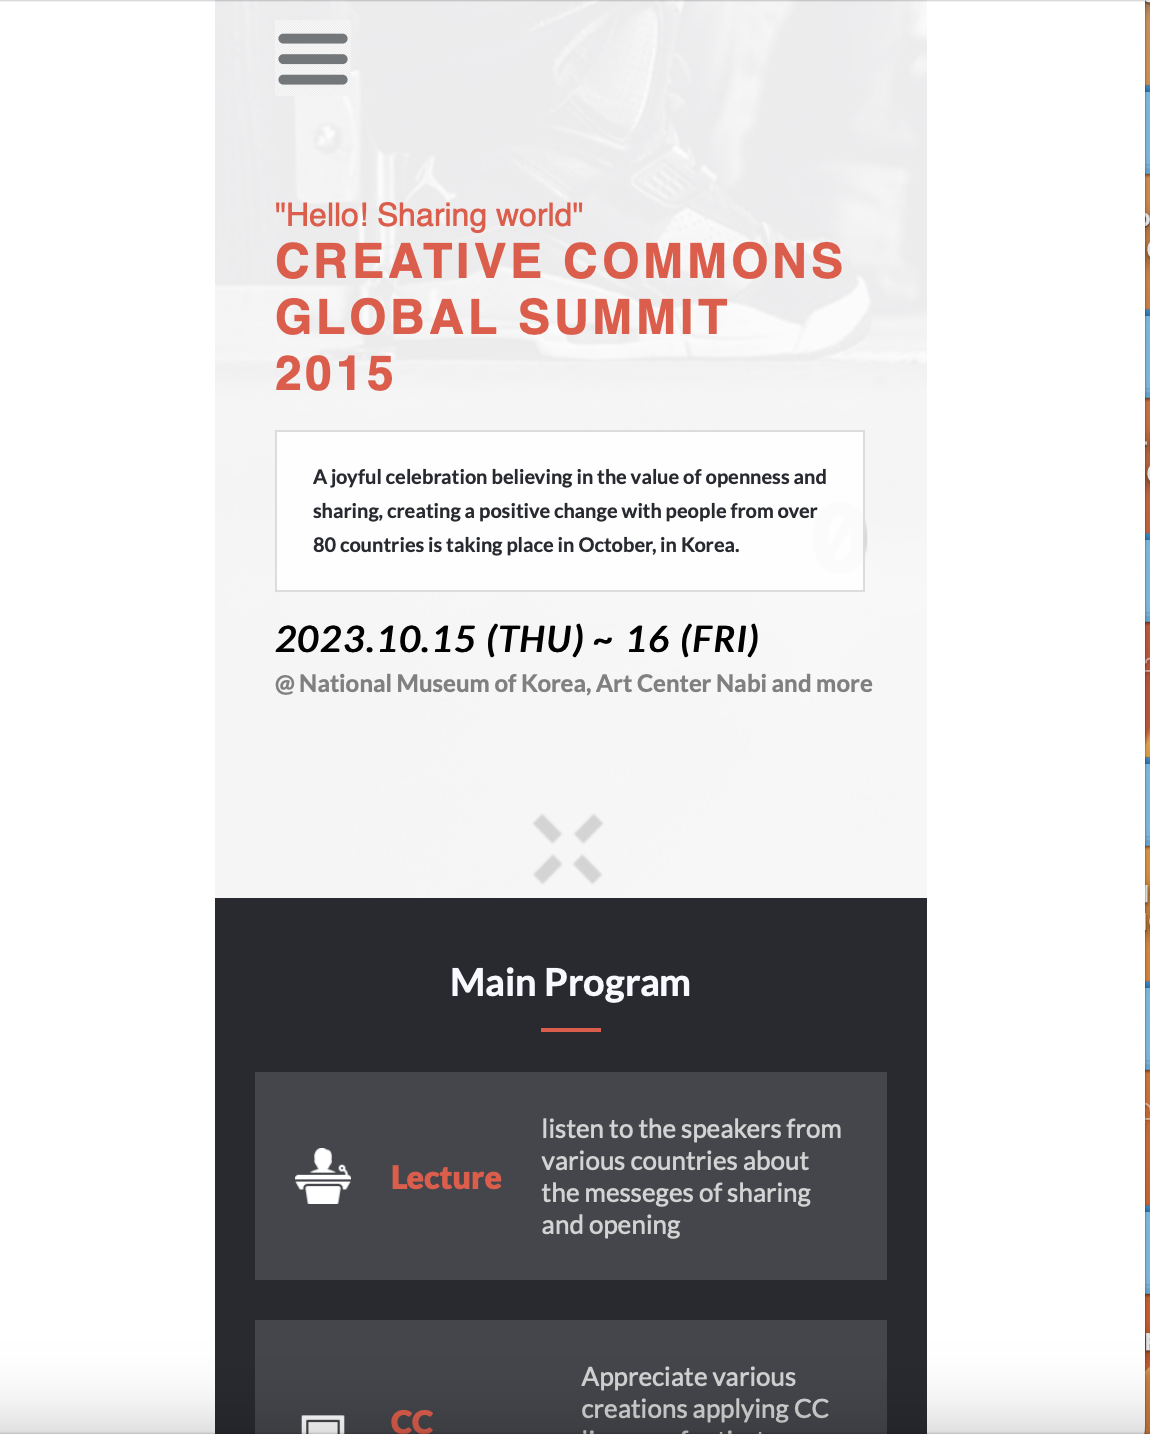 "Hello! Sharing world"
CREATIVE COMMONS
GLOBAL SUMMIT
2015
A joyful celebration believing in the value of openness and
sharing, creating a positive change with people from over
80 countries is taking place in October, in Korea.
2023.10.15 (THU) ~ 16 (FRI)
@ National Museum of Korea, Art Center Nabi and more
Main Program
Lecture
listen to the speakers from
various countries about
the messeges of sharing
and opening
CC
Appreciate various
creations applying CC